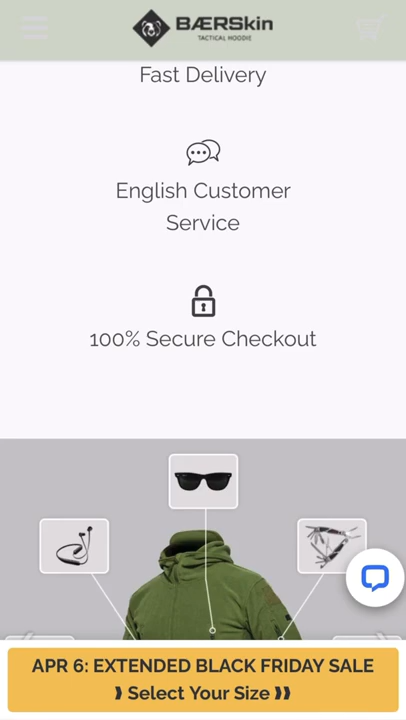 BÆRSkin
TACTICAL HOODIE
Fast Delivery
English Customer
Service
100% Secure Checkout
APR 6: EXTENDED BLACK FRIDAY SALE
⟫ Select Your Size ⟫⟫